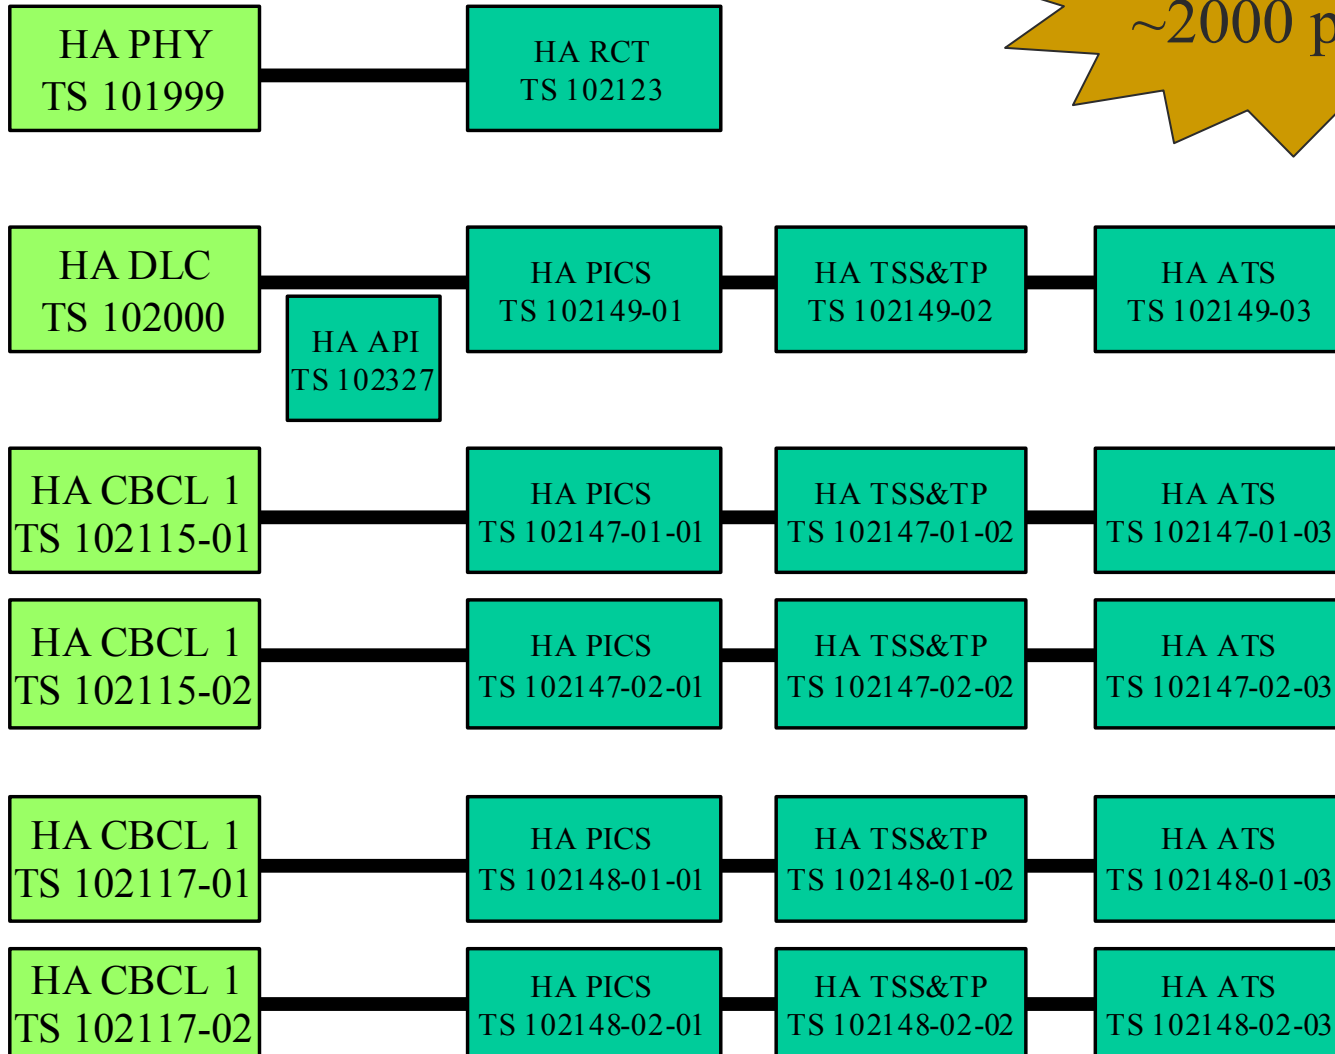 ~2000 p
HA PHY
TS 101999
HA RCT
TS 102123
HA DLC
TS 102000
HA API
TS 102327
HA PICS
TS 102149-01
HA TSS&TP
TS 102149-02
HA ATS
TS 102149-03
HA CBCL 1
TS 102115-01
HA PICS
TS 102147-01-01
HA TSS&TP
TS 102147-01-02
HA ATS
TS 102147-01-03
HA CBCL 1
TS 102115-02
HA PICS
TS 102147-02-01
HA TSS&TP
TS 102147-02-02
HA ATS
TS 102147-02-03
HA CBCL 1
TS 102117-01
HA PICS
TS 102148-01-01
HA TSS&TP
TS 102148-01-02
HA ATS
TS 102148-01-03
HA CBCL 1
TS 102117-02
HA PICS
TS 102148-02-01
HA TSS&TP
TS 102148-02-02
HA ATS
TS 102148-02-03